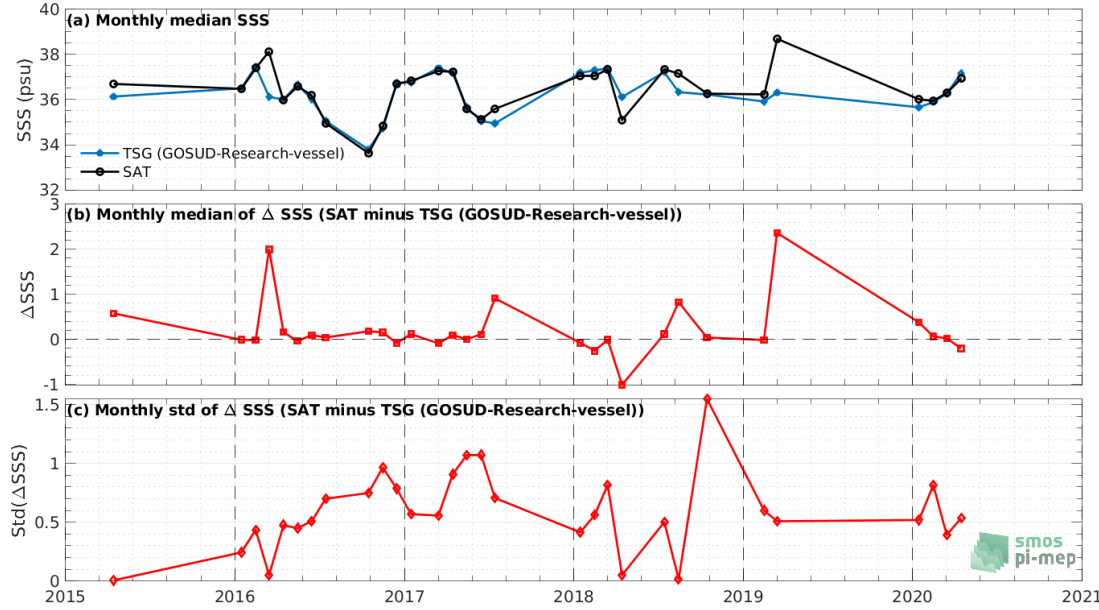 40
(a) Monthly median SSS
38
36
34
32
SSS (psu)
TSG (GOSUD-Research-vessel)
SAT
3
(b) Monthly median of Δ SSS (SAT minus TSG (GOSUD-Research-vessel))
2
1
0
-1
ΔSSS
1.5
(c) Monthly std of Δ SSS (SAT minus TSG (GOSUD-Research-vessel))
1
0.5
0
Std(ΔSSS)
smos
pi-mep
2015 2016 2017 2018 2019 2020 2021